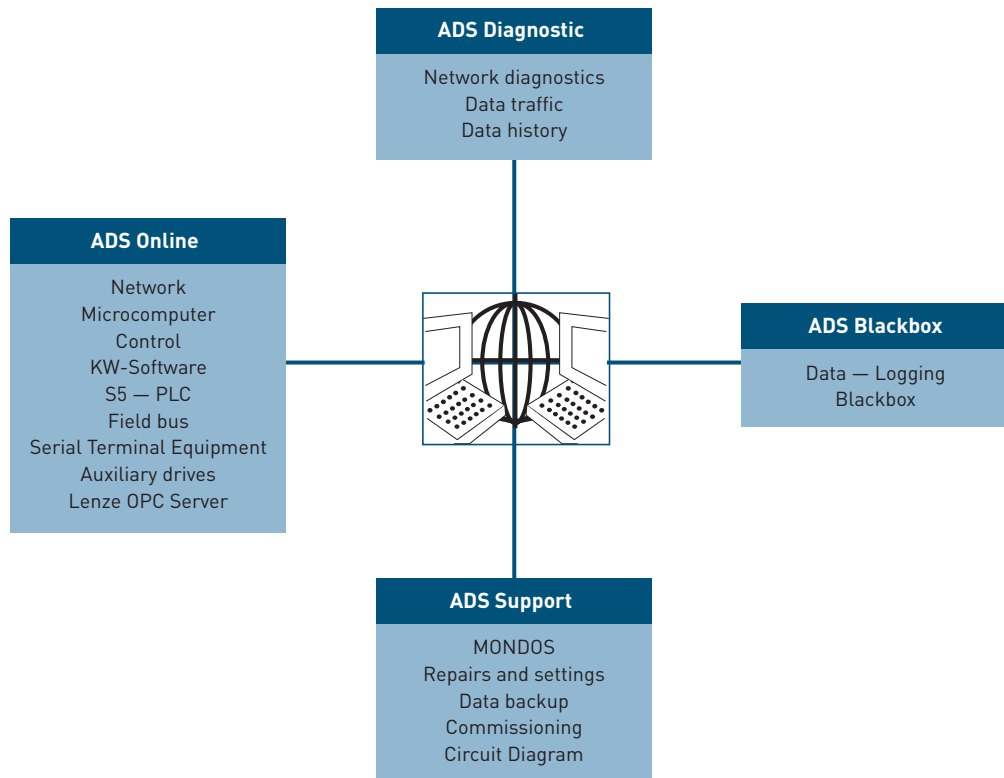 ADS Diagnostic
Network diagnostics
Data traffic
Data history
ADS Online
Network
Microcomputer
Control
KW-Software
S5 — PLC
Field bus
Serial Terminal Equipment
Auxiliary drives
Lenze OPC Server
ADS Blackbox
Data — Logging
Blackbox
ADS Support
MONDOS
Repairs and settings
Data backup
Commissioning
Circuit Diagram